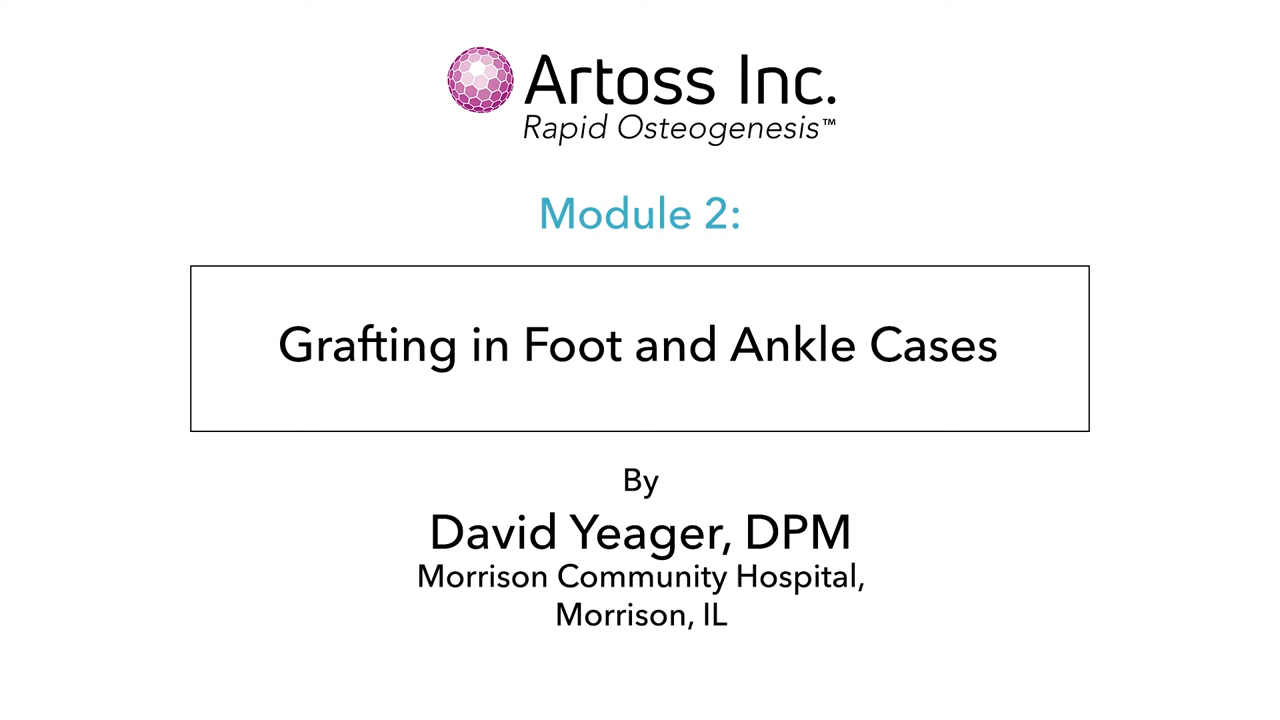 Artoss Inc.
Rapid Osteogenesis™
Module 2:
Grafting in Foot and Ankle Cases
By
David Yeager, DPM
Morrison Community Hospital,
Morrison, IL